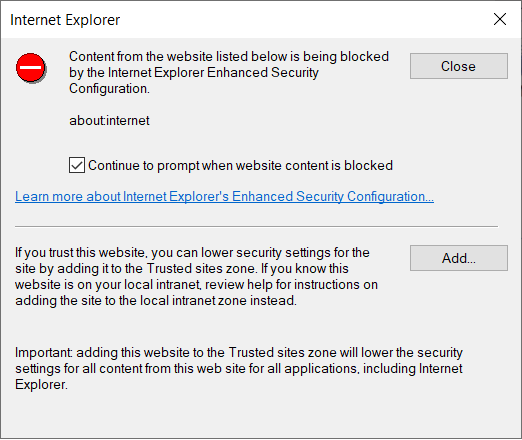 Internet Explorer
Content from the website listed below is being blocked
by the Internet Explorer Enhanced Security
Configuration.
Close
about:internet
Continue to prompt when website content is blocked
Learn more about Internet Explorer's Enhanced Security Configuration...
If you trust this website, you can lower security settings for the
site by adding it to the Trusted sites zone. If you know this
website is on your local intranet, review help for instructions on
adding the site to the local intranet zone instead.
Add...
Important: adding this website to the Trusted sites zone will lower the security
settings for all content from this web site for all applications, including Internet
Explorer.